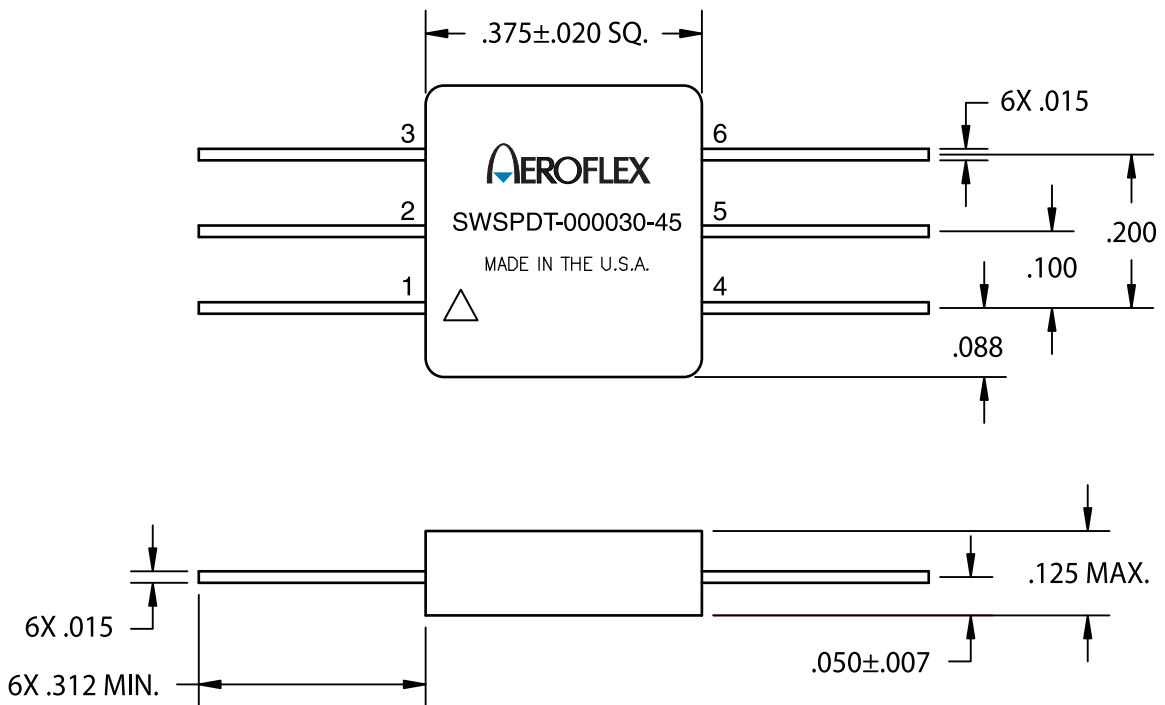 .375±.020 SQ.
6X .015
3
6
AEROFLEX
2
SWSPDT-000030-45
5
.200
MADE IN THE U.S.A.
.100
1
4
.088
.125 MAX.
6X .015
.050±.007
6X .312 MIN.